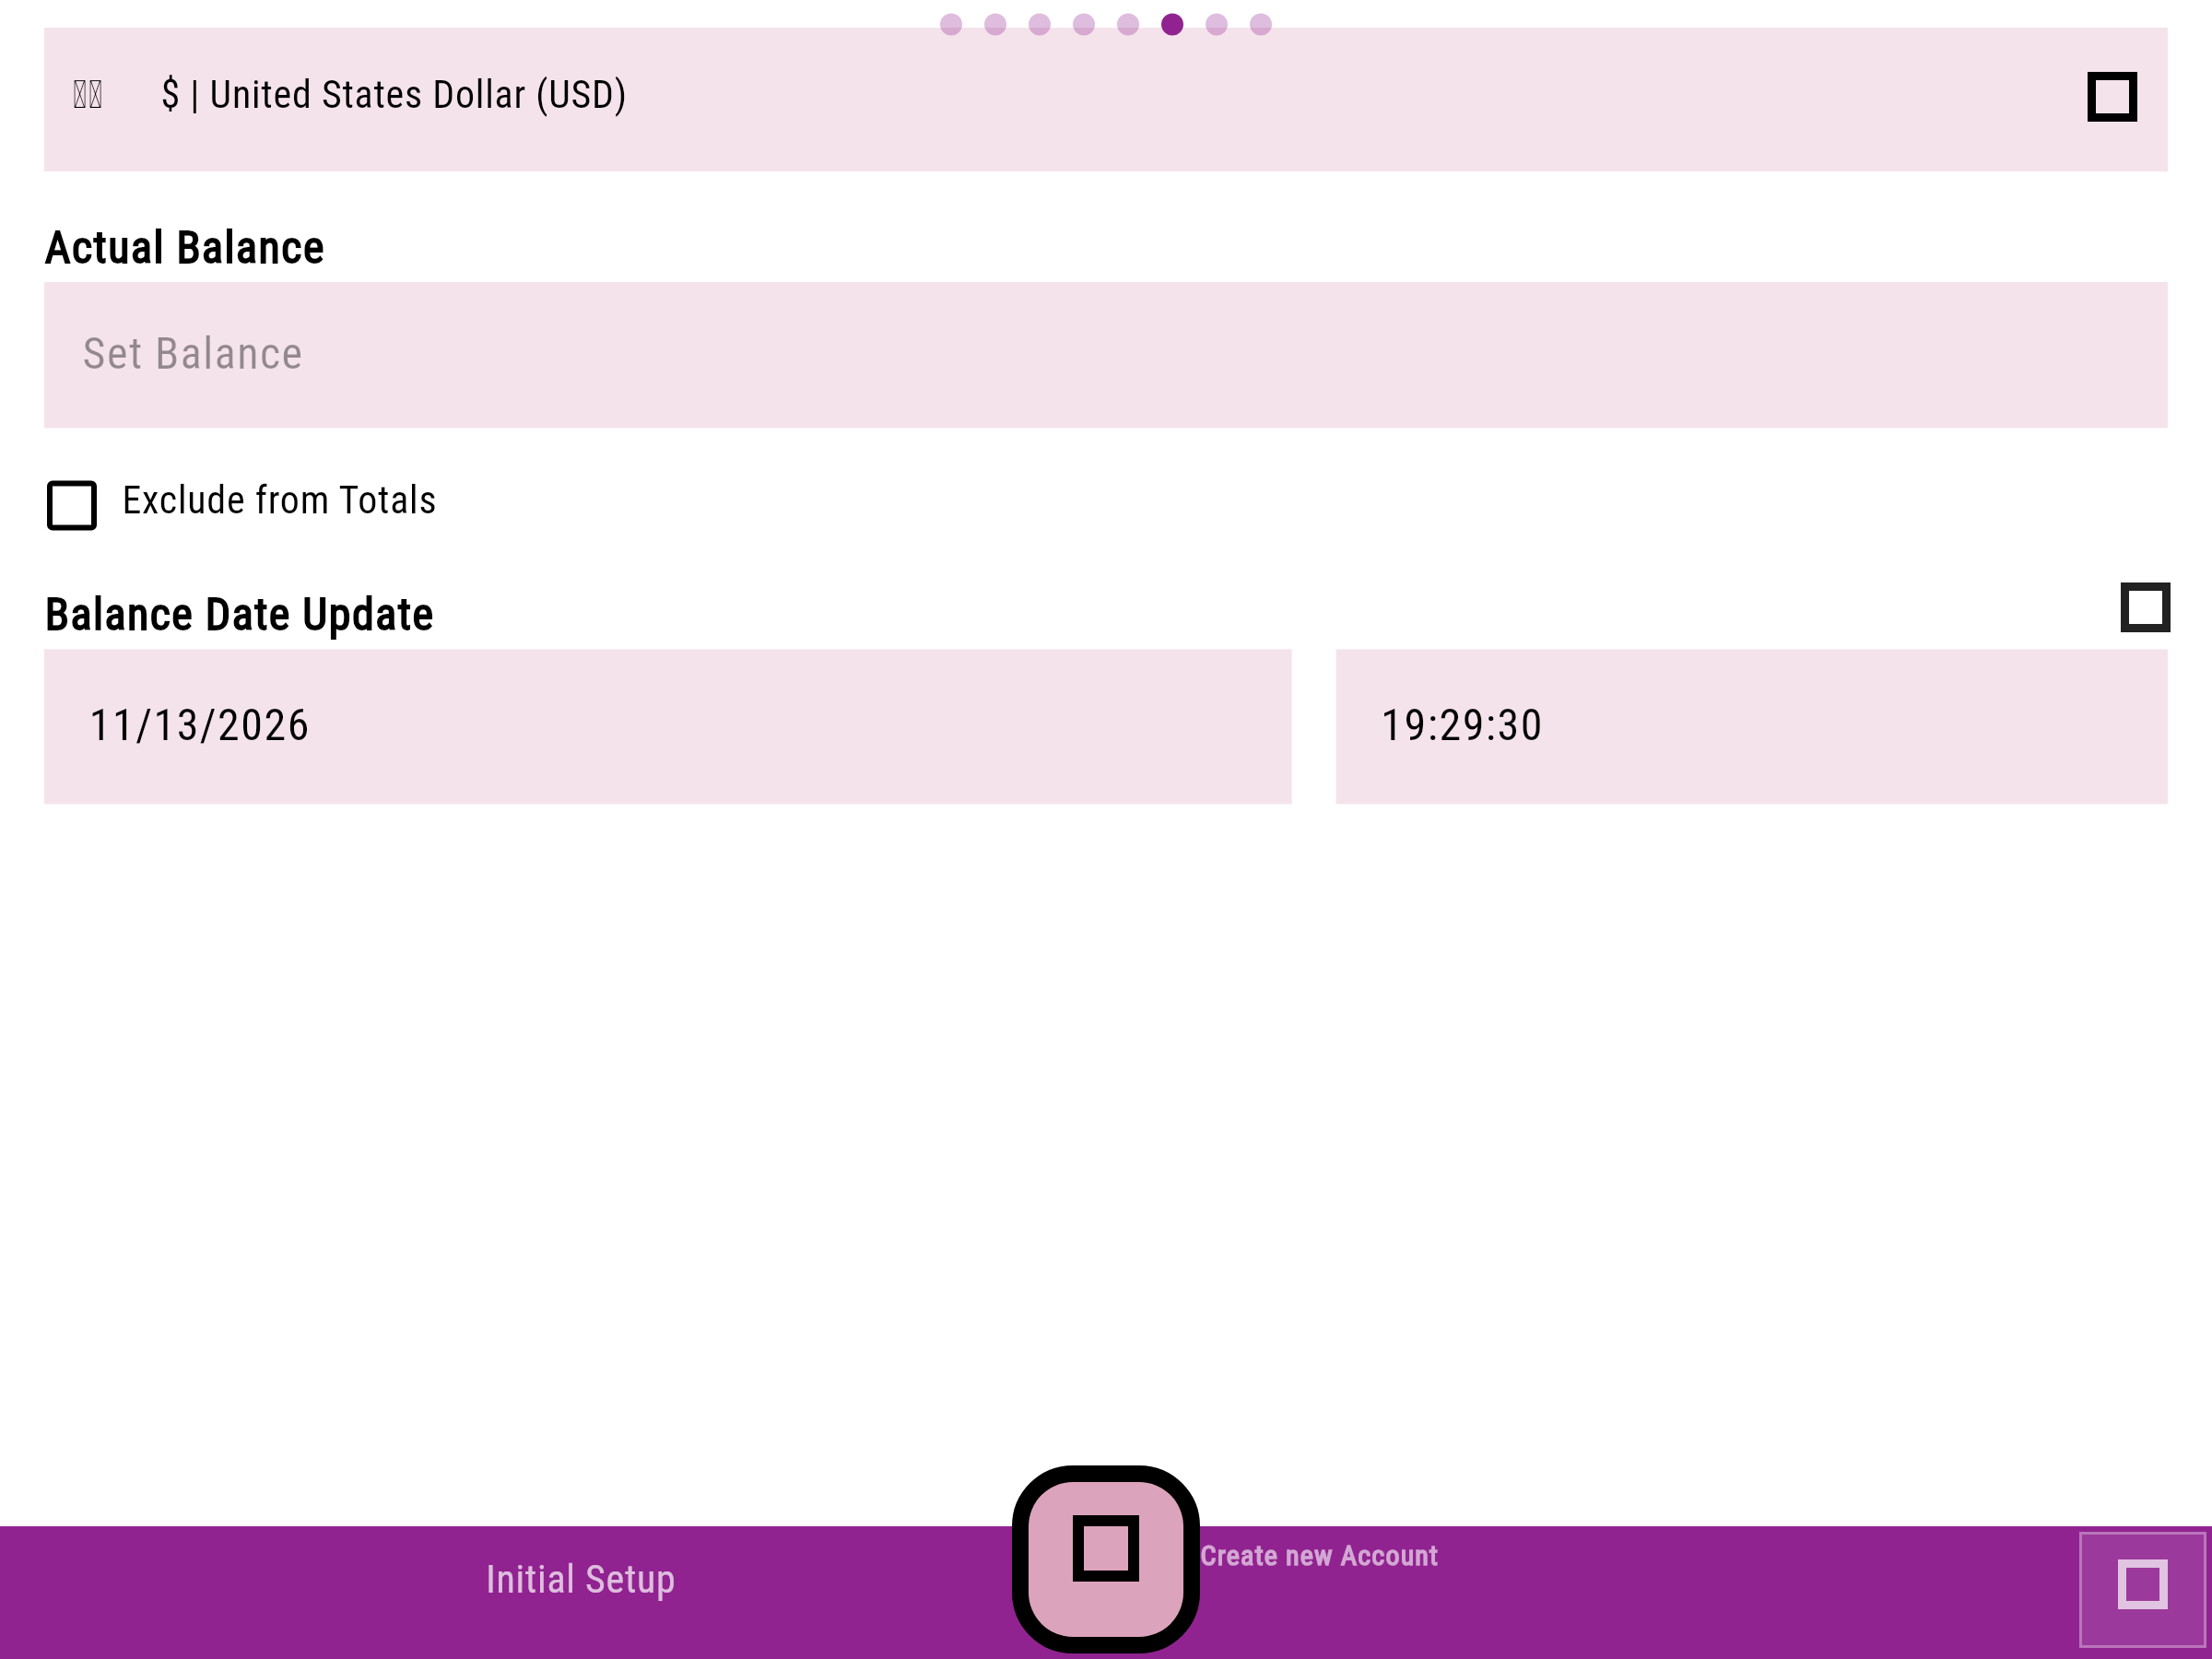 $ | United States Dollar (USD)
Actual Balance
Set Balance
Exclude from Totals
Balance Date Update
11/13/2026
19:29:30
Initial Setup
Create new Account